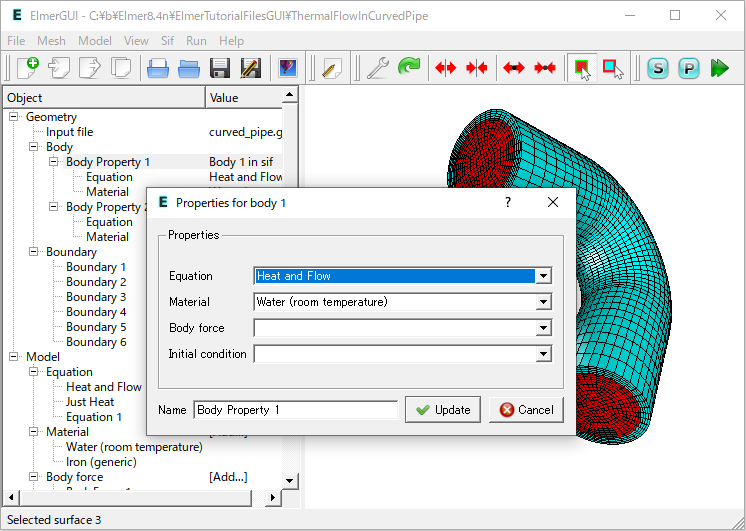 ElmerGUI - C:¥b¥Elmer8.4n¥ElmerTutorialFilesGUI¥ThermalFlowInCurvedPipe
File Mesh Model View Sif Run Help
S P
Object Value
Geometry
Input file curved_pipe.g
Body
Body Property 1 Body 1 in sif
Equation Heat and Flow
Material
Body Property 2
Equation
Material
Boundary
Boundary 1
Boundary 2
Boundary 3
Boundary 4
Boundary 5
Boundary 6
Model
Equation
Heat and Flow
Just Heat
Equation 1
Material [Add...]
Water (room temperature)
Iron (generic)
Body force [Add...]
E Properties for body 1 ?
Properties
Equation Heat and Flow
Material Water (room temperature)
Body force
Initial condition
Name Body Property 1 Update Cancel
Selected surface 3